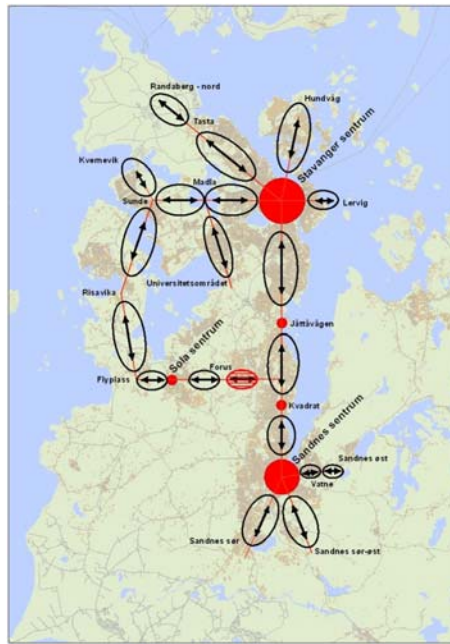 Randaberg - nord
Hundvåg
Tasta
Stavanger sentrum
Kvernevik
Madla
Sunde
Lervig
Universitetsområdet
Risavika
Jåttåvågen
Sola sentrum
Forus
Flyplass
Kvadrat
Sandnes sentrum
Sandnes øst
Vatne
Sandnes sør
Sandnes sør-øst